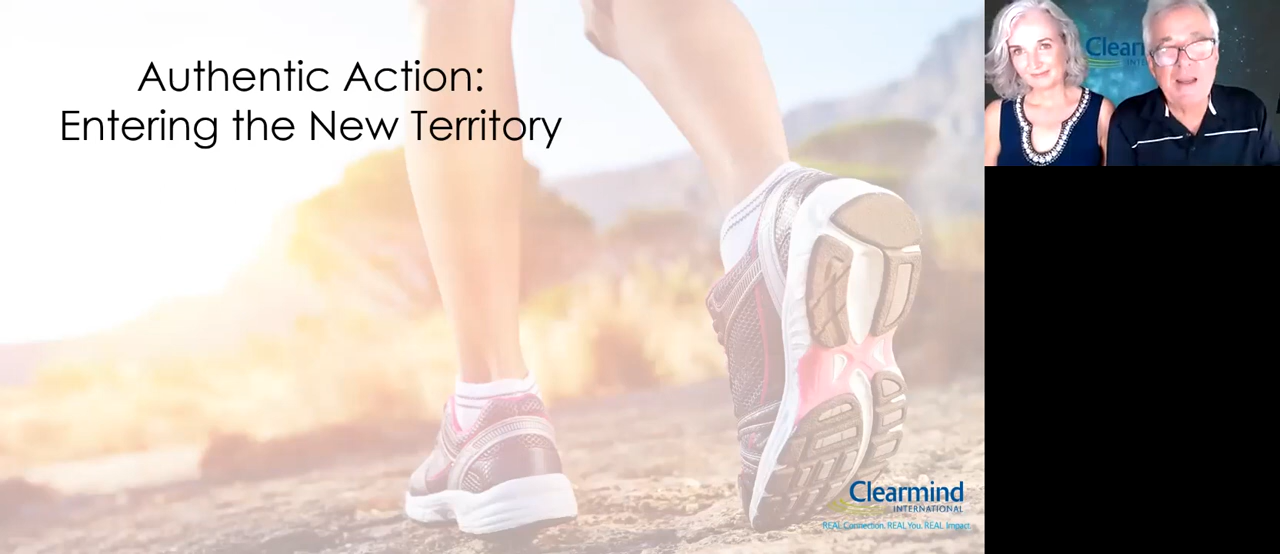 Authentic Action:
Entering the New Territory
Clearmind
INTERNATIONAL
REAL Connection. REAL You. REAL Impact.